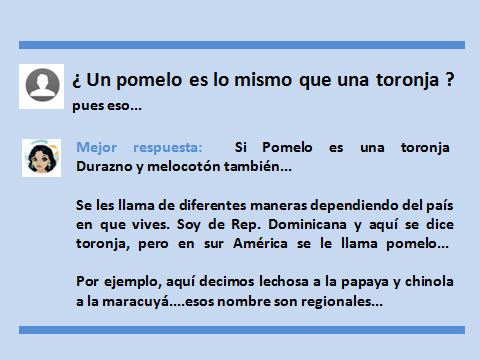 ¿ Un pomelo es lo mismo que una toronja ?
pues eso...
Mejor respuesta: Si Pomelo es una toronja
Durazno y melocotón también...
Se les llama de diferentes maneras dependiendo del país
en que vives. Soy de Rep. Dominicana y aquí se dice
toronja, pero en sur América se le llama pomelo...
Por ejemplo, aquí decimos lechosa a la papaya y chinola
a la maracuyá....esos nombre son regionales...